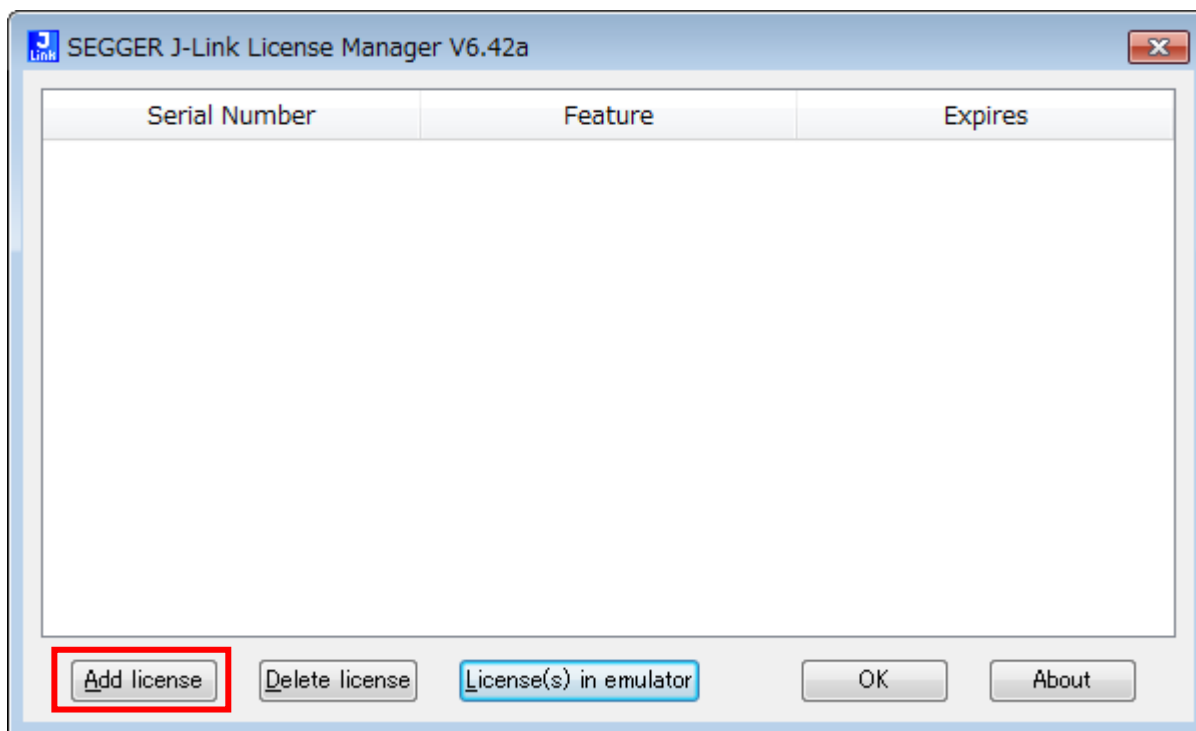 J
Link
SEGGER J-Link License Manager V6.42a
Serial Number Feature Expires
Add license Delete license License(s) in emulator OK About